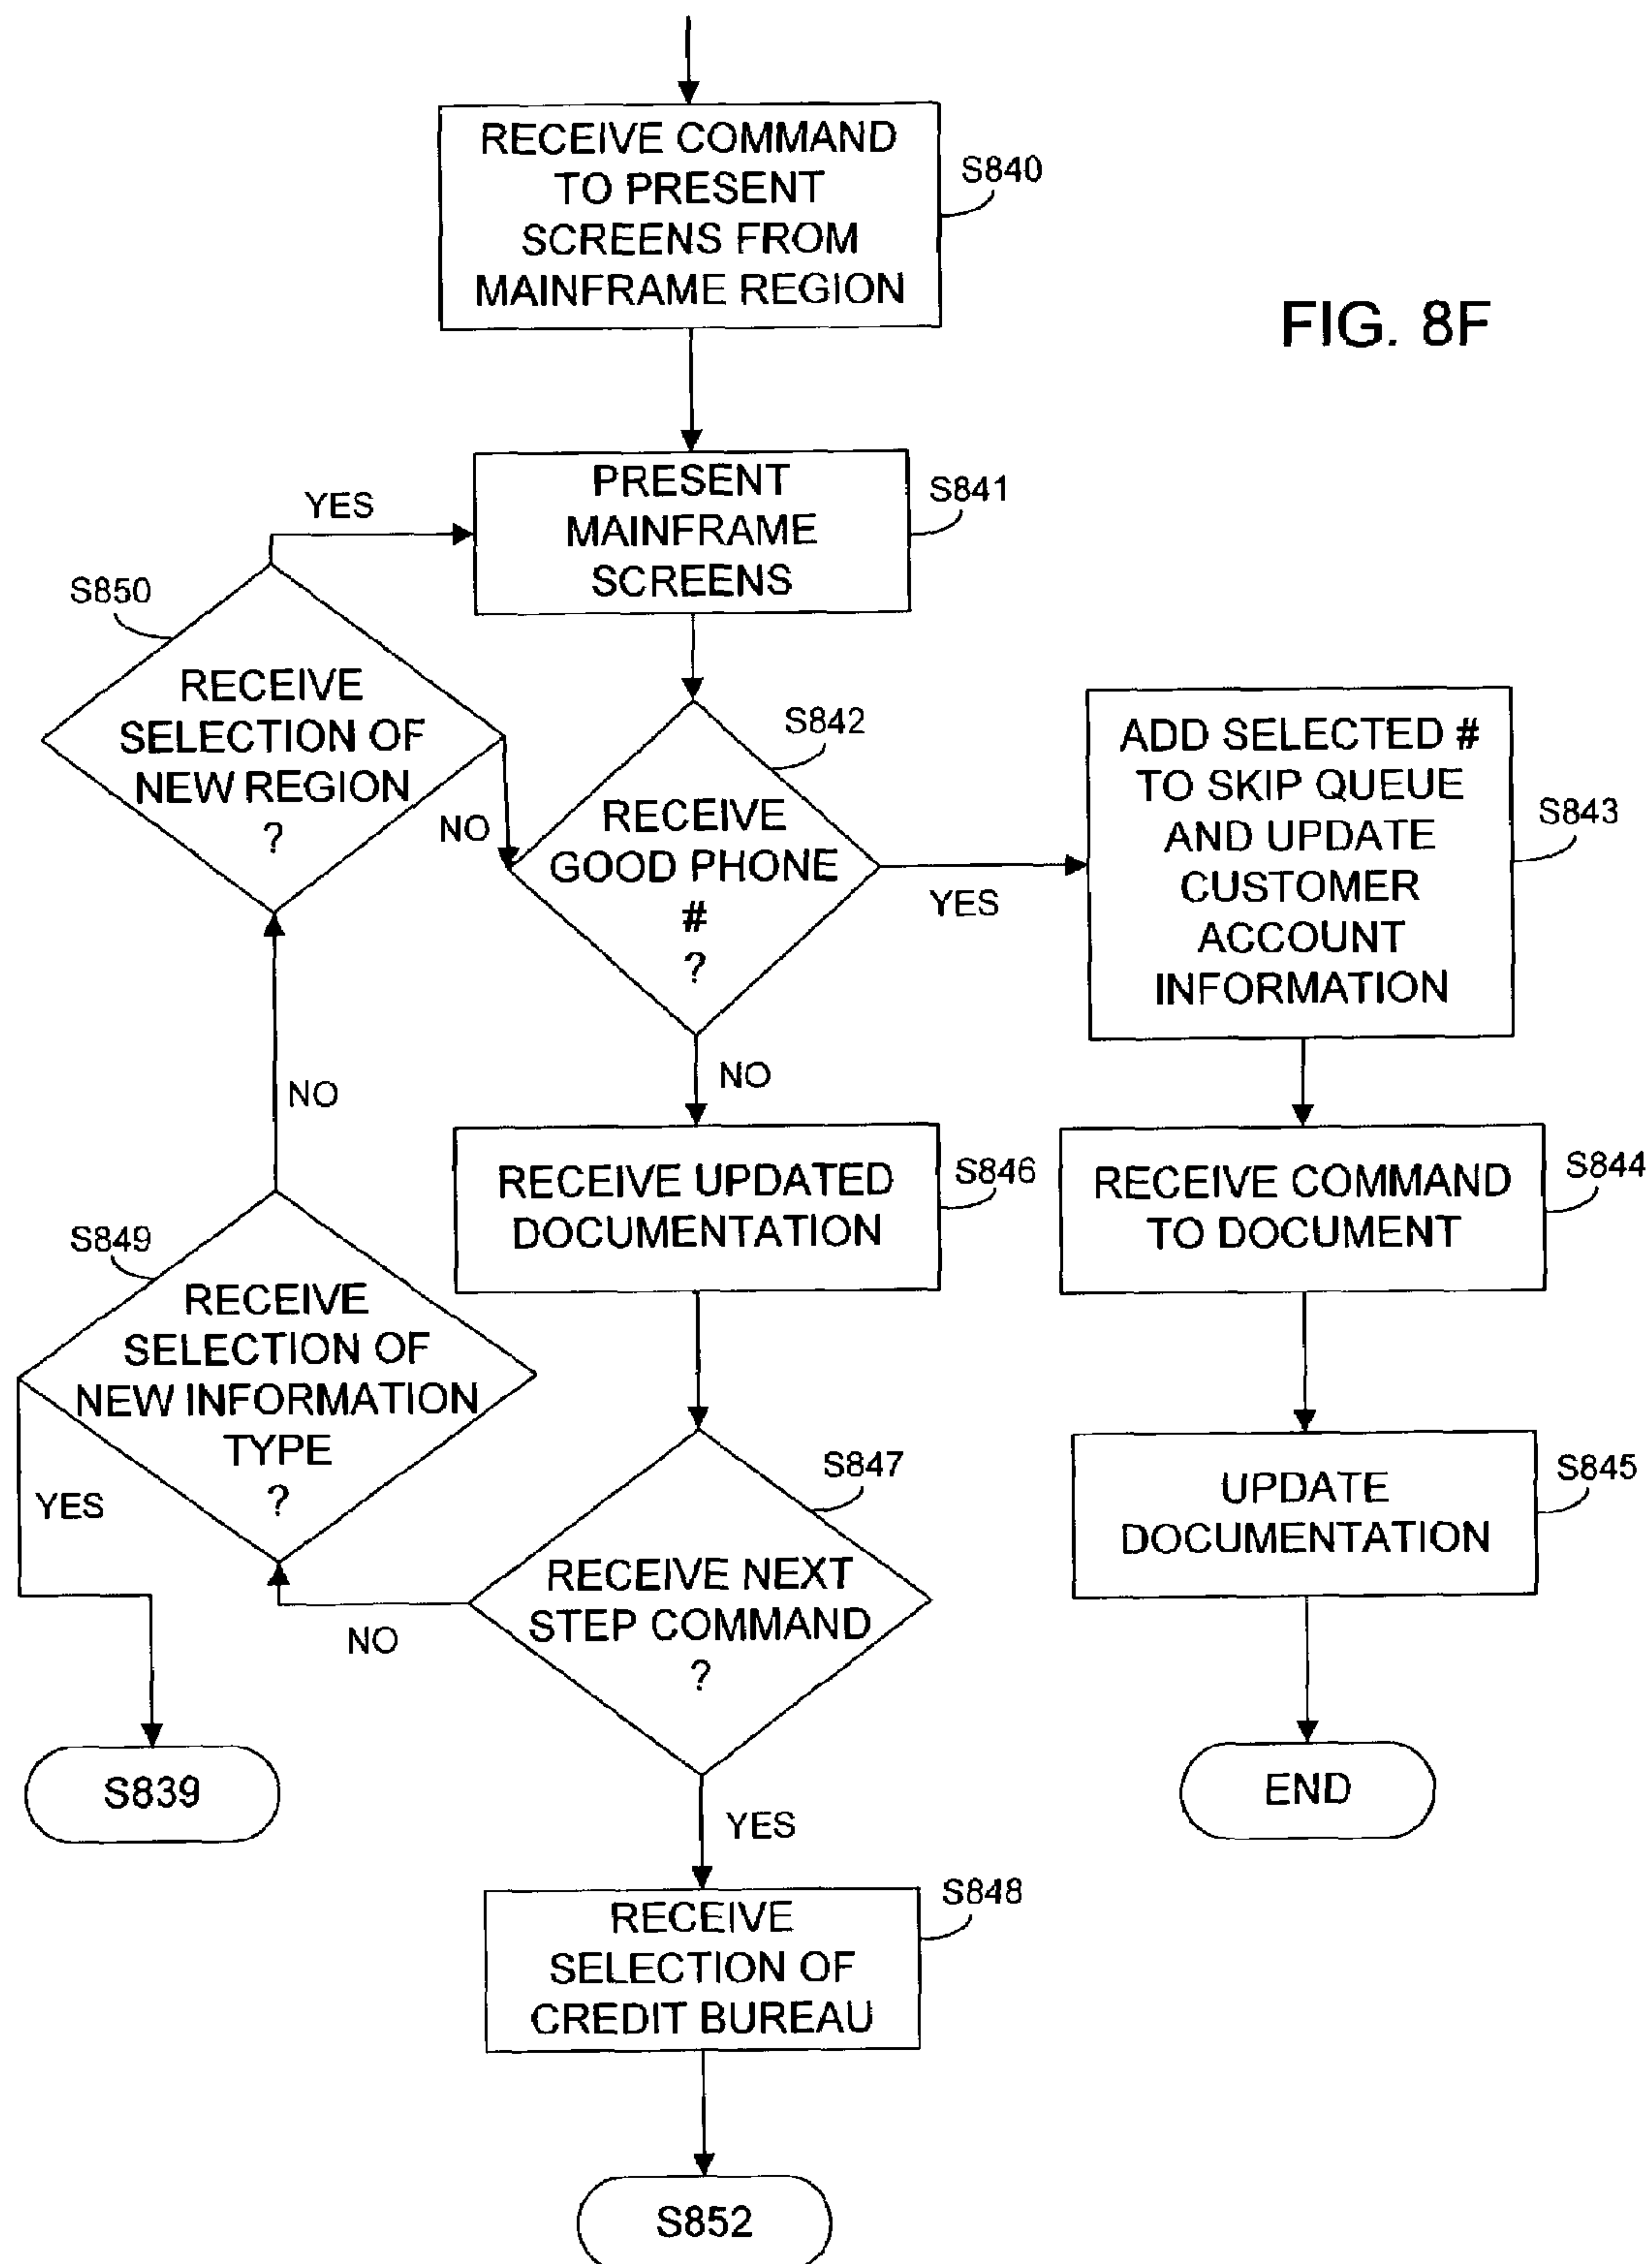 RECEIVE COMMAND
TO PRESENT
SCREENS FROM
MAINFRAME REGION
S840
FIG. 8F
PRESENT
MAINFRAME
SCREENS
S841
YES
S850
RECEIVE
SELECTION OF
NEW REGION
?
NO
S842
RECEIVE
GOOD PHONE
#
?
YES
NO
ADD SELECTED #
TO SKIP QUEUE
AND UPDATE
CUSTOMER
ACCOUNT
INFORMATION
S843
NO
RECEIVE UPDATED
DOCUMENTATION
S846
RECEIVE COMMAND
TO DOCUMENT
S844
S849
RECEIVE
SELECTION OF
NEW INFORMATION
TYPE
?
YES
S847
RECEIVE NEXT
STEP COMMAND
?
NO
YES
UPDATE
DOCUMENTATION
S845
S839
END
RECEIVE
SELECTION OF
CREDIT BUREAU
S848
S852